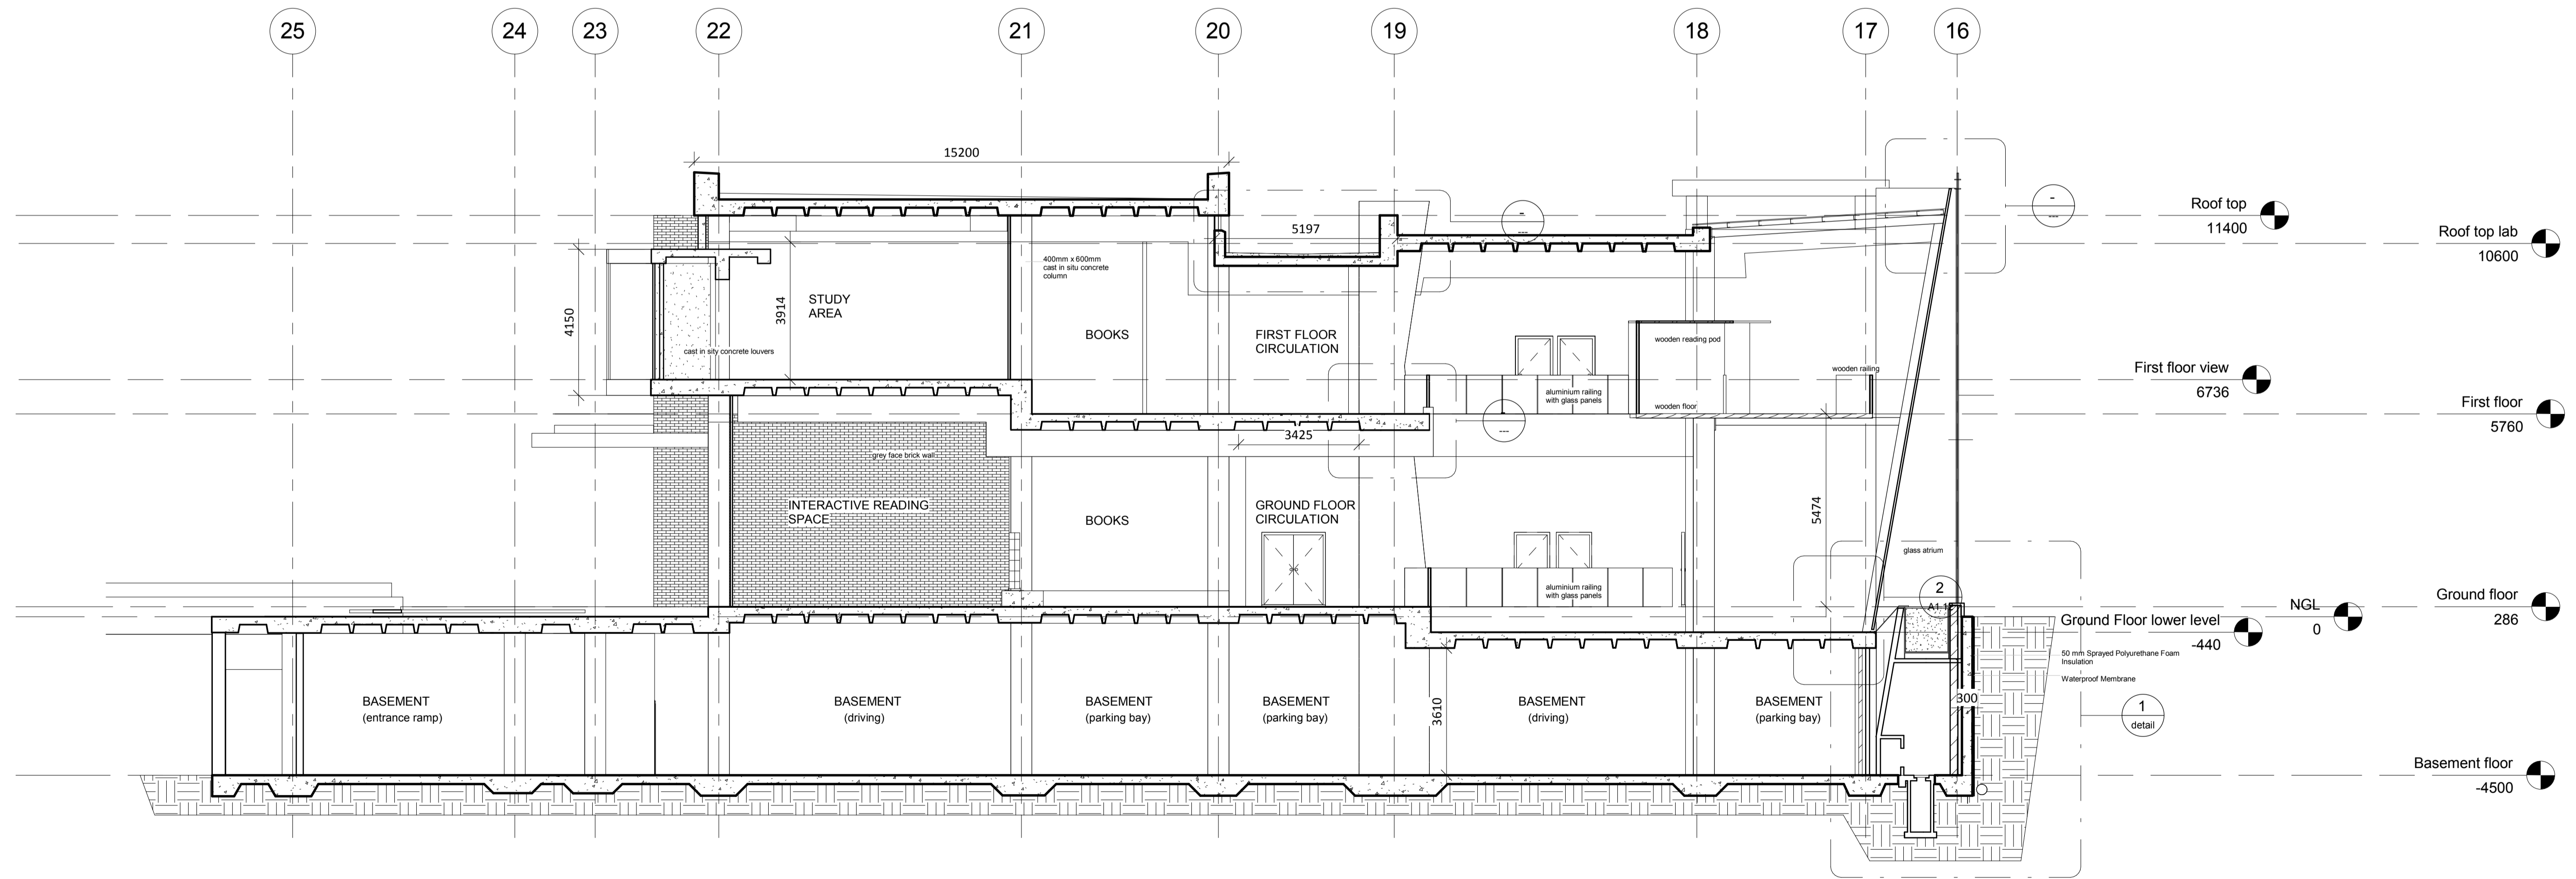 25
24
23
22
21
20
19
18
17
16
15200
Roof top
11400
Roof top lab
10600
5197
-
---
-
---
400mm x 600mm
cast in situ concrete
column
4150
3914
STUDY
AREA
BOOKS
FIRST FLOOR
CIRCULATION
cast in sity concrete louvers
wooden reading pod
wooden railing
aluminium railing
with glass panels
wooden floor
First floor view
6736
First floor
5760
---
3425
grey face brick wall
INTERACTIVE READING
SPACE
BOOKS
GROUND FLOOR
CIRCULATION
5474
glass atrium
aluminium railing
with glass panels
2
A1.1
Ground floor
286
NGL
0
Ground Floor lower level
-440
50 mm Sprayed Polyurethane Foam
Insulation
Waterproof Membrane
300
BASEMENT
(entrance ramp)
BASEMENT
(driving)
BASEMENT
(parking bay)
BASEMENT
(parking bay)
3610
BASEMENT
(driving)
BASEMENT
(parking bay)
1
detail
Basement floor
-4500